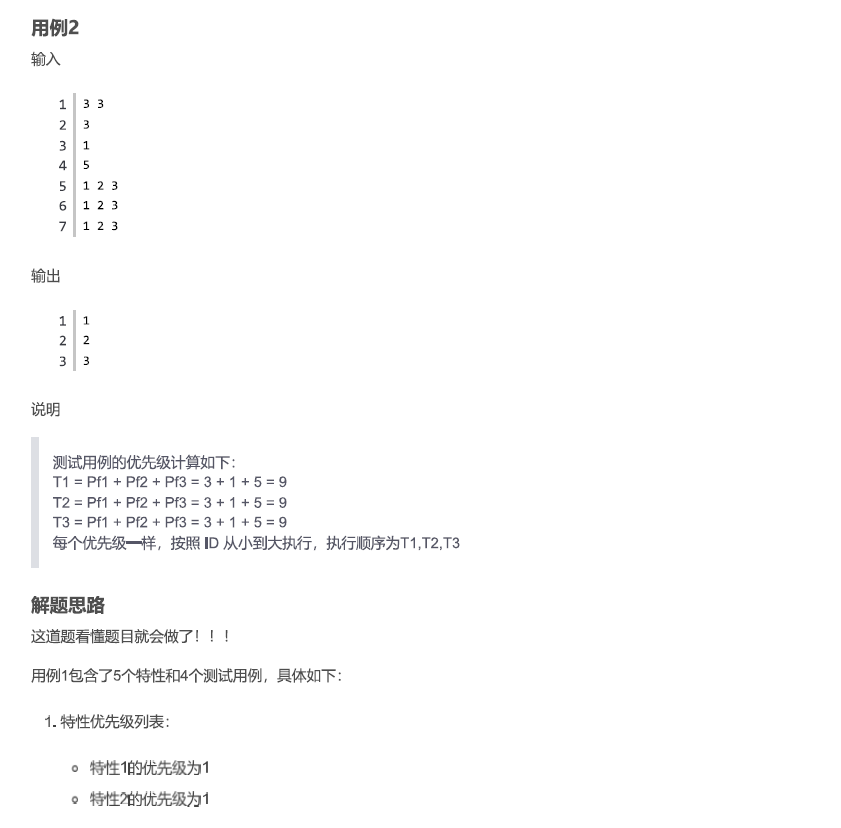 用例2
输入
1 3 3
2 3
3 1
4 5
5 1 2 3
6 1 2 3
7 1 2 3
输出
1 1
2 2
3 3
说明
测试用例的优先级计算如下：
T1 = Pf1 + Pf2 + Pf3 = 3 + 1 + 5 = 9
T2 = Pf1 + Pf2 + Pf3 = 3 + 1 + 5 = 9
T3 = Pf1 + Pf2 + Pf3 = 3 + 1 + 5 = 9
每个优先级一样，按照 ID 从小到大执行，执行顺序为T1,T2,T3
解题思路
这道题看懂题目就会做了！！！
用例1包含了5个特性和4个测试用例，具体如下：
1. 特性优先级列表：
特性1的优先级为1
特性2的优先级为1